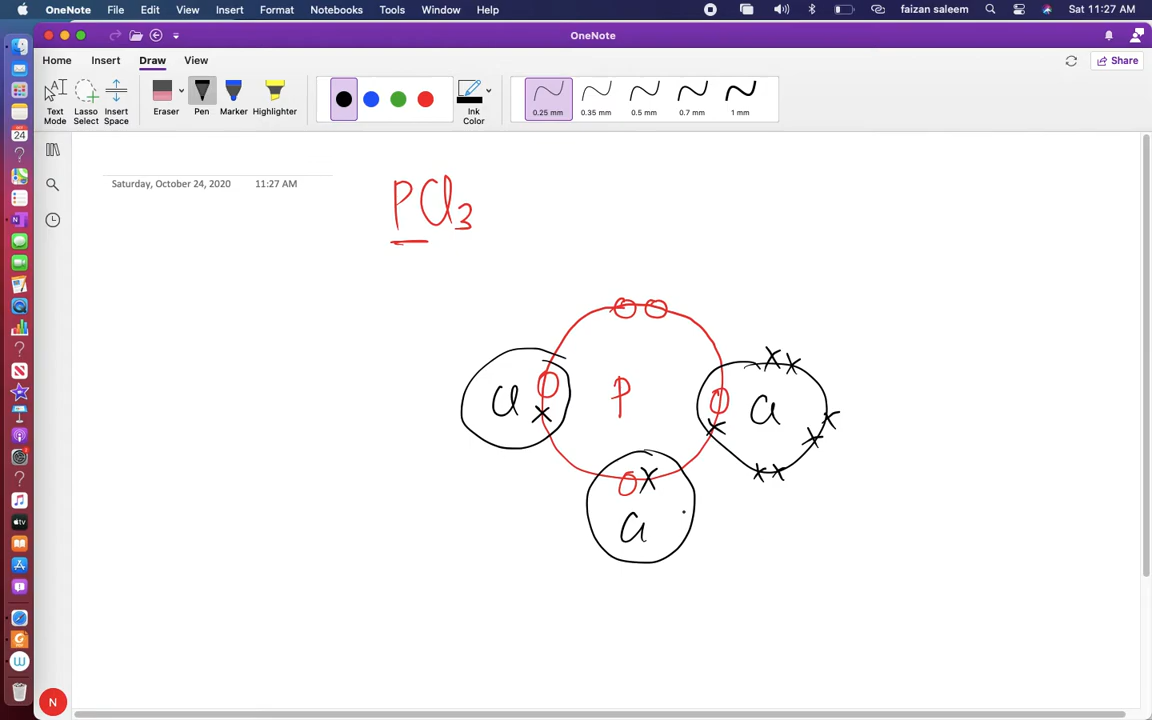 OneNote File Edit View Insert Format Notebooks Tools Window Help faizan saleem Sat 11:27 AM
OneNote
Home Insert Draw View Share
Text Mode Lasso Select Insert Space Eraser Pen Marker Highlighter Ink Color 0.25 mm 0.35 mm 0.5 mm 0.7 mm 1 mm
Saturday, October 24, 2020 11:27 AM
PCl3
P
Cl
Cl
Cl
OCT
24
tv
W
N